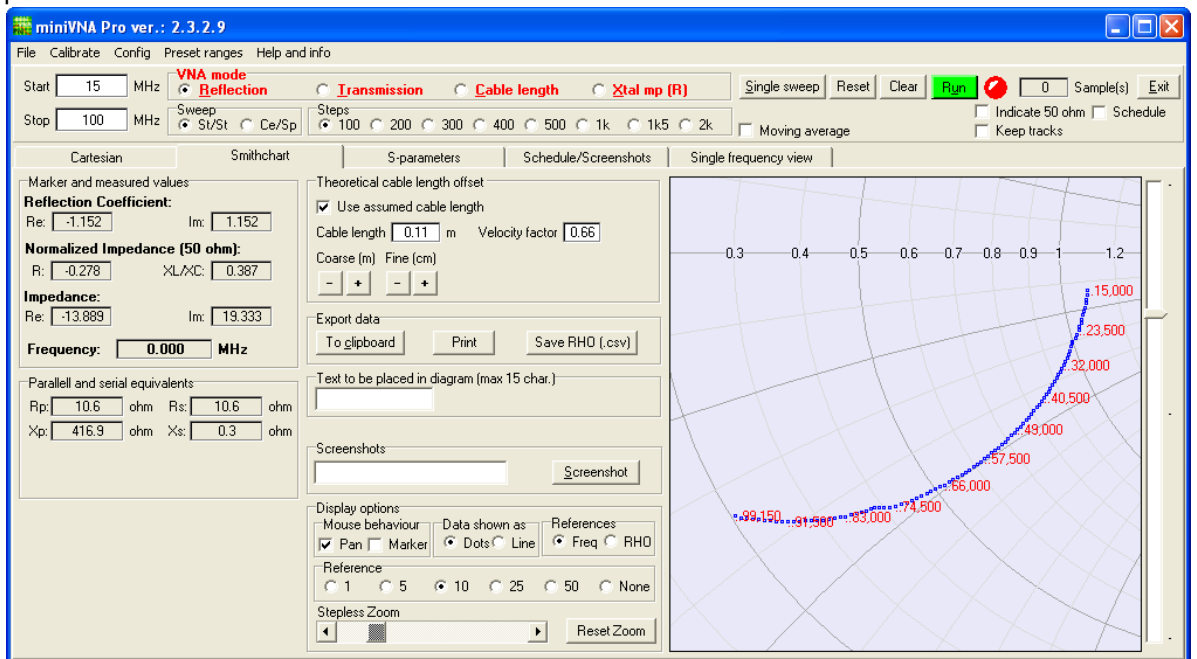 miniVNA Pro ver.: 2.3.2.9
File Calibrate Config Preset ranges Help and info
Start 15 MHz
VNA mode
Reflection Transmission Cable length Xtal mp (R)
Single sweep Reset Clear Run 0 Sample(s) Exit
Stop 100 MHz
Sweep
St/St Ce/Sp
Steps
100 200 300 400 500 1k 1k5 2k
Moving average
Indicate 50 ohm Schedule
Keep tracks
Cartesian Smithchart S-parameters Schedule/Screenshots Single frequency view
Marker and measured values
Reflection Coefficient:
Re: -1.152 Im: 1.152
Normalized Impedance (50 ohm):
R: -0.278 XL/XC: 0.387
Impedance:
Re: -13.889 Im: 19.333
Frequency: 0.000 MHz
Parallell and serial equivalents
Rp: 10.6 ohm Rs: 10.6 ohm
Xp: 416.9 ohm Xs: 0.3 ohm
Theoretical cable length offset
Use assumed cable length
Cable length 0.11 m Velocity factor 0.66
Coarse (m) Fine (cm)
- + - +
Export data
To clipboard Print Save RHO (.csv)
Text to be placed in diagram (max 15 char.)
Screenshots
Screenshot
Display options
Mouse behaviour
Pan Marker
Data shown as
Dots Line
References
Freq RHO
Reference
1 5 10 25 50 None
Stepless Zoom
Reset Zoom
0.3 0.4 0.5 0.6 0.7 0.8 0.9 1 1.2
..15,000
..23,500
..32,000
..40,500
..49,000
..57,500
..66,000
..74,500
..83,000
..91,500
..99,150